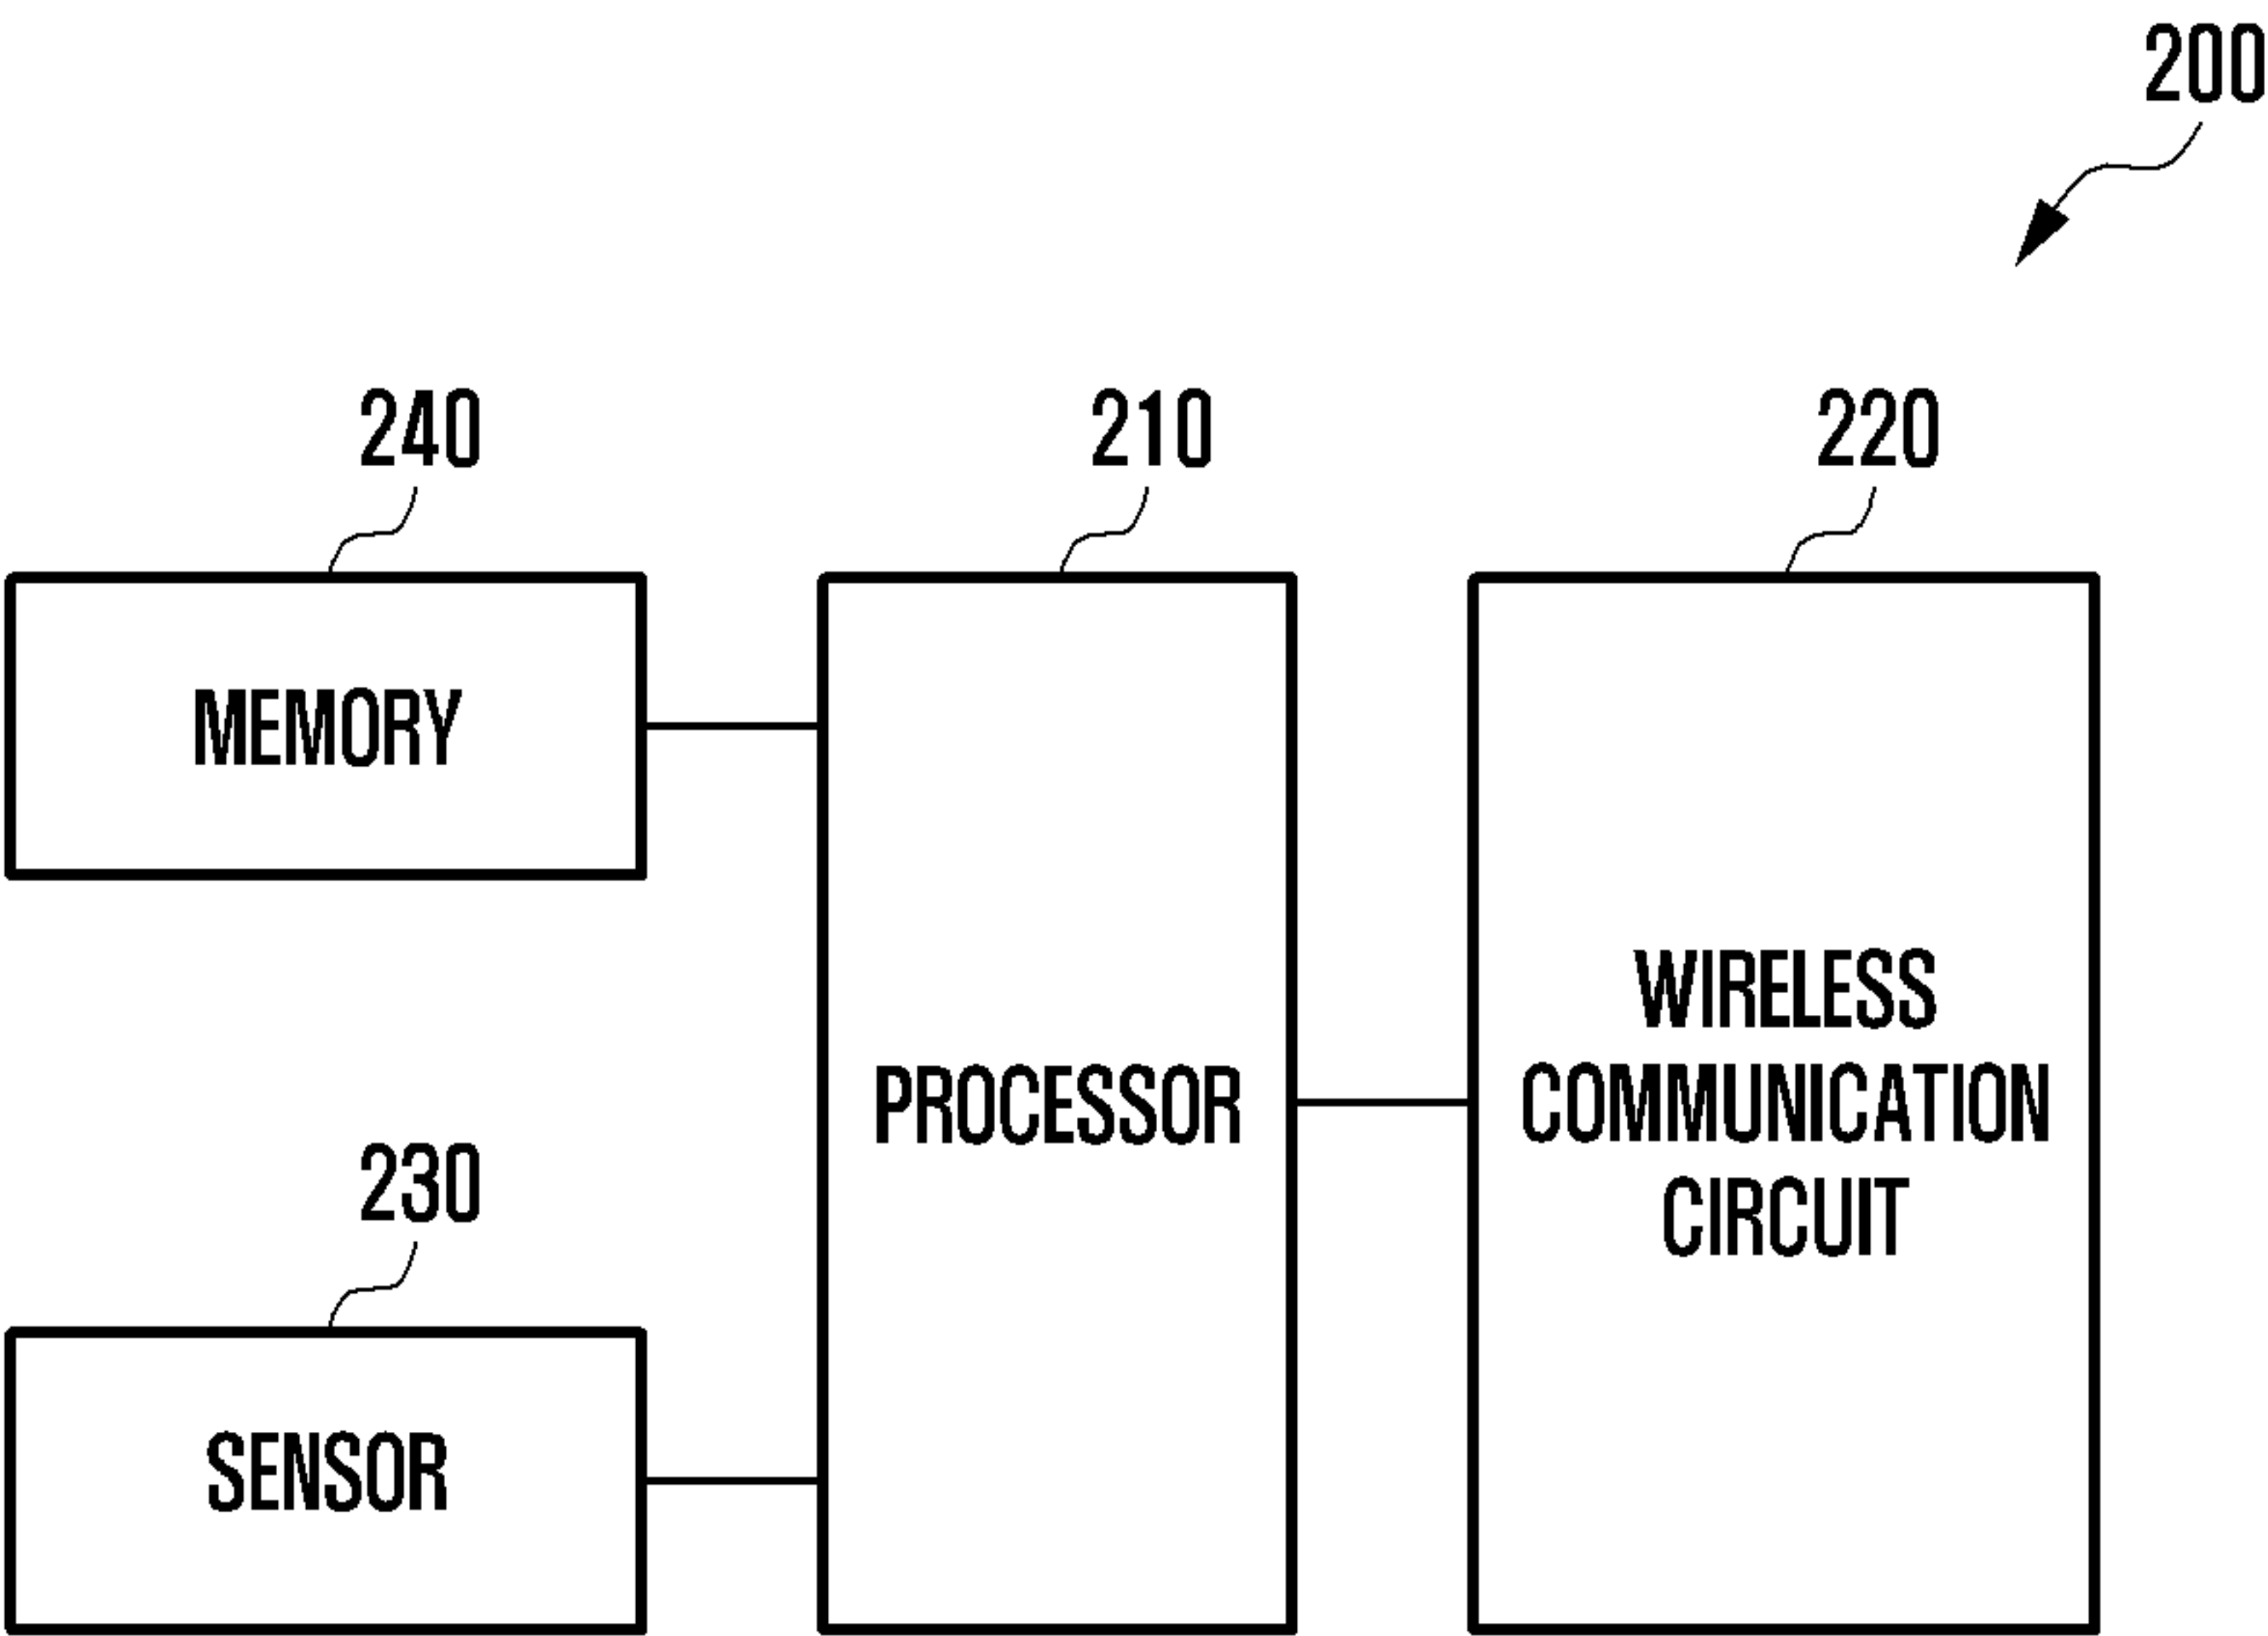 200
240
210
220
MEMORY
PROCESSOR
WIRELESS
COMMUNICATION
CIRCUIT
230
SENSOR